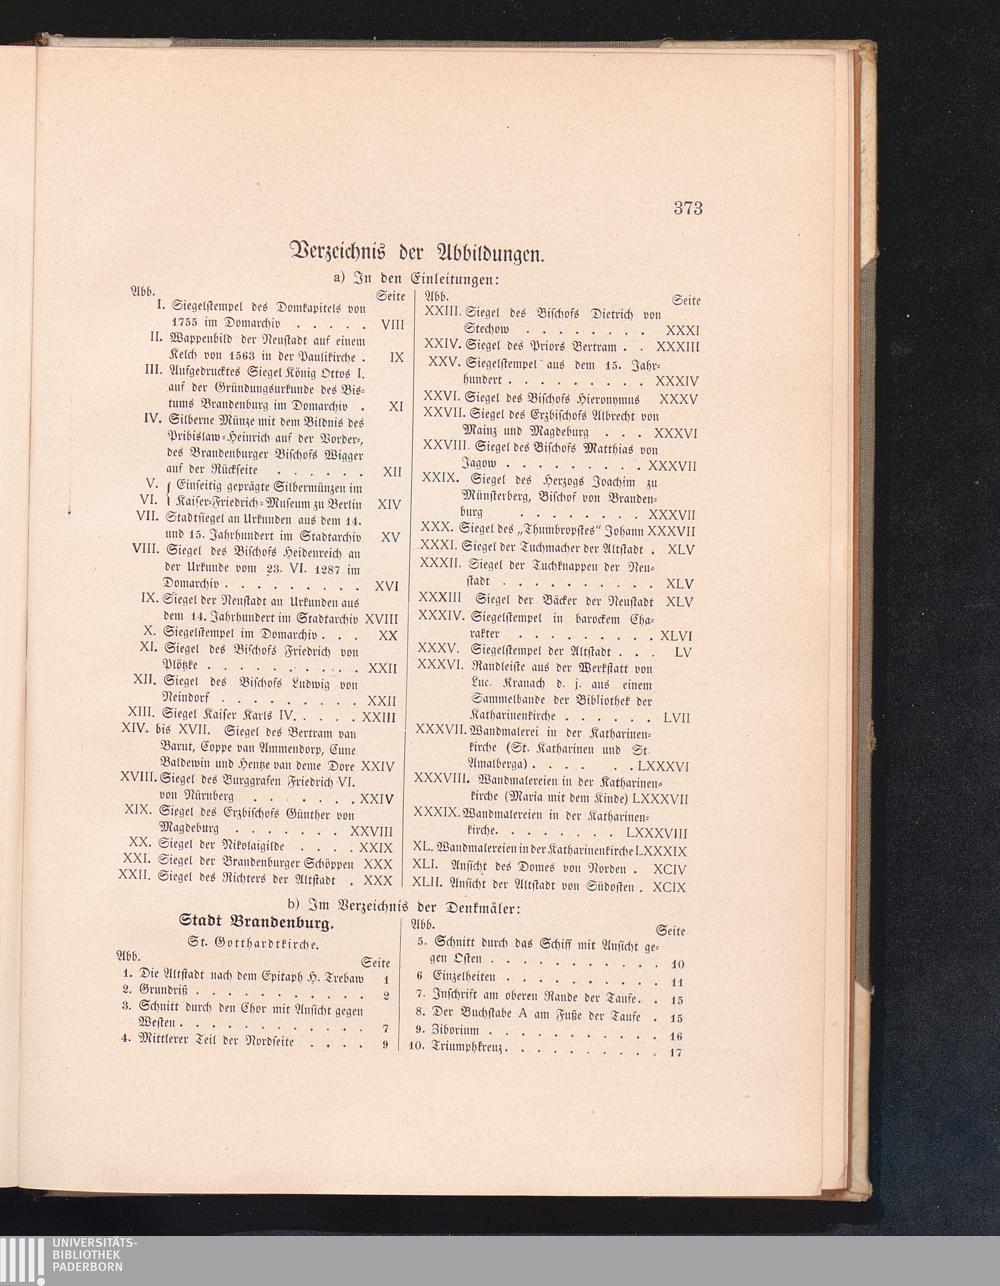 373
Verzeichnis der Abbildungen.
a) In den Einleitungen:
Abb.
Seite
I. Siegelstempel des Domkapitels von
1755 im Domarchiv . . . . . VIII
II. Wappenbild der Neustadt auf einem
Kelch von 1563 in der Paulikirche . IX
III. Aufgedrucktes Siegel König Ottos I.
auf der Gründungsurkunde des Bis-
tums Brandenburg im Domarchiv . XI
IV. Silberne Münze mit dem Bildnis des
Pribislaw-Heinrich auf der Vorder-,
des Brandenburger Bischofs Wigger
auf der Rückseite . . . . . . XII
V. { Einseitig geprägte Silbermünzen im
VI. Kaiser-Friedrich-Museum zu Berlin XIV
VII. Stadtsiegel an Urkunden aus dem 14.
und 15. Jahrhundert im Stadtarchiv XV
VIII. Siegel des Bischofs Heidenreich an
der Urkunde vom 23. VI. 1287 im
Domarchiv . . . . . . . . . XVI
IX. Siegel der Neustadt an Urkunden aus
dem 14. Jahrhundert im Stadtarchiv XVIII
X. Siegelstempel im Domarchiv . . . XX
XI. Siegel des Bischofs Friedrich von
Plötzke . . . . . . . . . . XXII
XII. Siegel des Bischofs Ludwig von
Neindorf . . . . . . . . . XXII
XIII. Siegel Kaiser Karls IV. . . . . XXIII
XIV. bis XVII. Siegel des Bertram van
Barut, Coppe van Ammendorp, Cune
Baldewin und Hentze van deme Dore XXIV
XVIII. Siegel des Burggrafen Friedrich VI.
von Nürnberg . . . . . . . XXIV
XIX. Siegel des Erzbischofs Günther von
Magdeburg . . . . . . . XXVIII
XX. Siegel der Nikolaigilde . . . . XXIX
XXI. Siegel der Brandenburger Schöppen XXX
XXII. Siegel des Richters der Altstadt . XXX
Abb.
Seite
XXIII. Siegel des Bischofs Dietrich von
Stechow . . . . . . . . XXXI
XXIV. Siegel des Priors Bertram . . XXXIII
XXV. Siegelstempel aus dem 15. Jahr-
hundert . . . . . . . . . XXXIV
XXVI. Siegel des Bischofs Hieronymus XXXV
XXVII. Siegel des Erzbischofs Albrecht von
Mainz und Magdeburg . . . XXXVI
XXVIII. Siegel des Bischofs Matthias von
Jagow . . . . . . . . . XXXVII
XXIX. Siegel des Herzogs Joachim zu
Münsterberg, Bischof von Branden-
burg . . . . . . . . XXXVII
XXX. Siegel des „Thumbropstes“ Johann XXXVII
XXXI. Siegel der Tuchmacher der Altstadt . XLV
XXXII. Siegel der Tuchknappen der Neu-
stadt . . . . . . . . . . XLV
XXXIII Siegel der Bäcker der Neustadt XLV
XXXIV. Siegelstempel in barockem Cha-
rakter . . . . . . . . . XLVI
XXXV. Siegelstempel der Altstadt . . . LV
XXXVI. Randleiste aus der Werkstatt von
Luc. Kranach d. j. aus einem
Sammelbande der Bibliothek der
Katharinenkirche . . . . . . LVII
XXXVII. Wandmalerei in der Katharinen-
kirche (St. Katharinen und St.
Amalberga) . . . . . . LXXXVI
XXXVIII. Wandmalereien in der Katharinen-
kirche (Maria mit dem Kinde) LXXXVII
XXXIX. Wandmalereien in der Katharinen-
kirche. . . . . . . . LXXXVIII
XL. Wandmalereien in der Katharinenkirche LXXXIX
XLI. Ansicht des Domes von Norden . XCIV
XLII. Ansicht der Altstadt von Südosten . XCIX
b) Im Verzeichnis der Denkmäler:
Stadt Brandenburg.
St. Gotthardtkirche.
Abb.
Seite
1. Die Altstadt nach dem Epitaph H. Trebaw 1
2. Grundriß . . . . . . . . . . . 2
3. Schnitt durch den Chor mit Ansicht gegen
Westen . . . . . . . . . . . . 7
4. Mittlerer Teil der Nordseite . . . . 9
Abb.
Seite
5. Schnitt durch das Schiff mit Ansicht ge-
gen Osten . . . . . . . . . . . 10
6 Einzelheiten . . . . . . . . . . 11
7. Inschrift am oberen Rande der Taufe. . 15
8. Der Buchstabe A am Fuße der Taufe . 15
9. Ziborium . . . . . . . . . . . 16
10. Triumphkreuz . . . . . . . . . . 17
UNIVERSITÄTS-
BIBLIOTHEK
PADERBORN